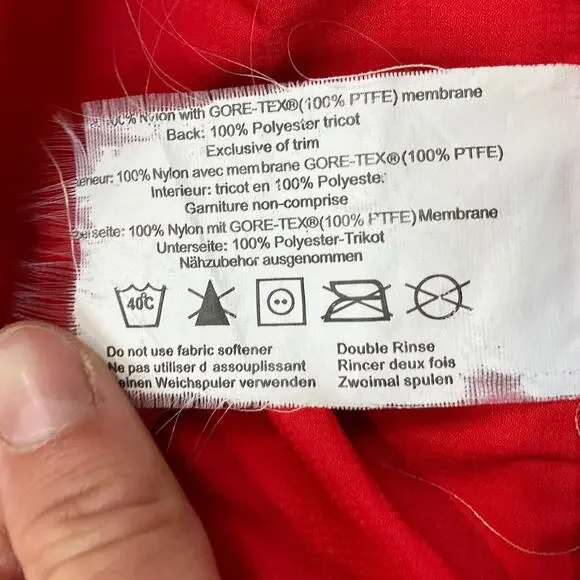 Nylon with GORE-TEX®(100% PTFE) membrane
Back: 100% Polyester tricot
Exclusive of trim
100% Nylon avec membrane GORE-TEX®(100% PTFE)
Interieur: tricot en 100% Polyeste
Garniture non-comprise
100% Nylon mit GORE-TEX®(100% PTFE)Membrane
Unterseite: 100% Polyester-Trikot
Nähzubehor ausgenommen
40°C
Do not use fabric softener
Ne pas utiliser d assouplissant
einen Weichspuler verwenden
Double Rinse
Rincer deux fois
Zwoimal spulen